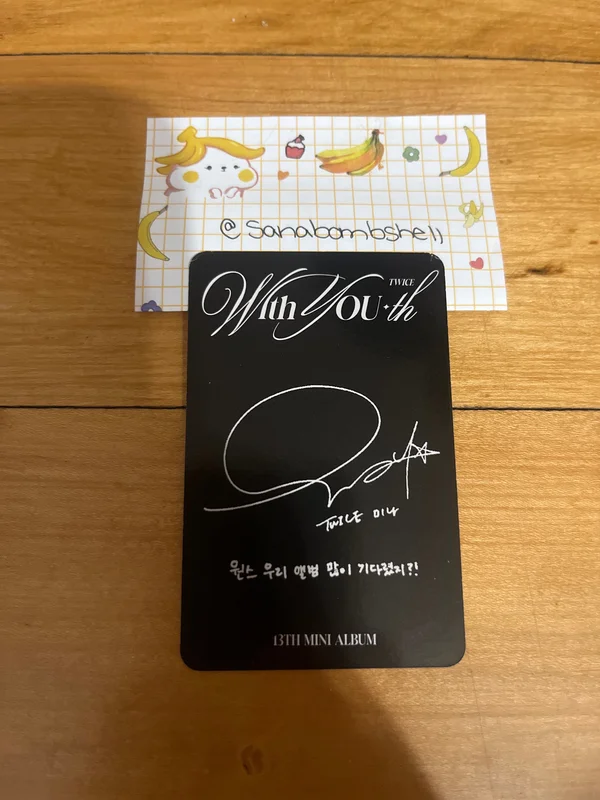 @sanabombshell
TWICE
With YOU-th
TWICE 미나
원스 우리 앨범 많이 기다렸지?!
13TH MINI ALBUM